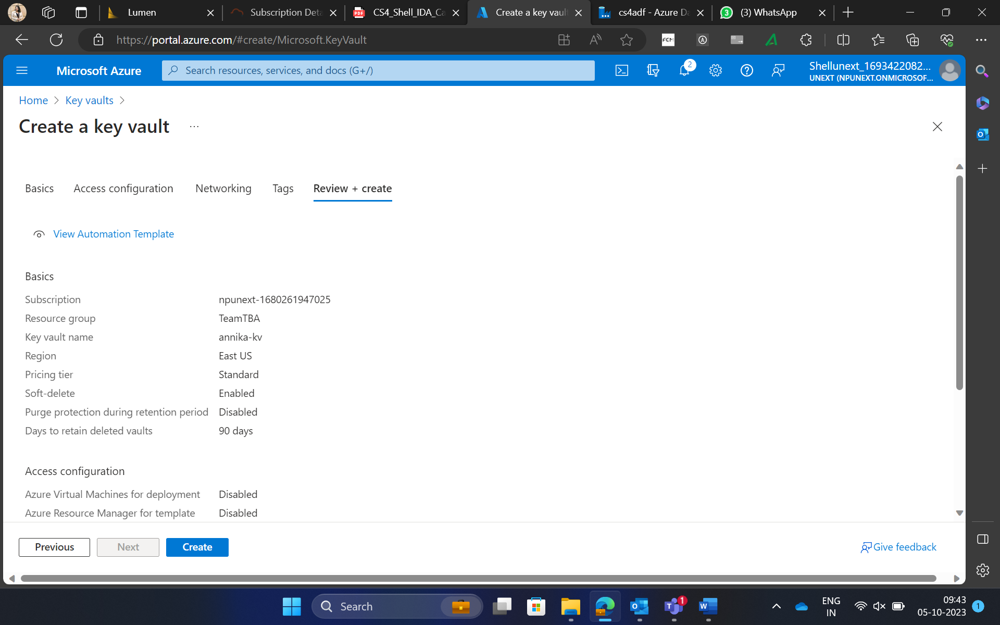 Lumen
Subscription Deta
CS4_Shell_IDA_Ca
Create a key vaul
cs4adf - Azure Da
(3) WhatsApp
https://portal.azure.com/#create/Microsoft.KeyVault
Microsoft Azure
Search resources, services, and docs (G+/)
2
Shellunext_1693422082...
UNEXT (NPUNEXT.ONMICROSOF...
Home > Key vaults >
Create a key vault ...
Basics
Access configuration
Networking
Tags
Review + create
View Automation Template
Basics
Subscription npunext-1680261947025
Resource group TeamTBA
Key vault name annika-kv
Region East US
Pricing tier Standard
Soft-delete Enabled
Purge protection during retention period Disabled
Days to retain deleted vaults 90 days
Access configuration
Azure Virtual Machines for deployment Disabled
Azure Resource Manager for template Disabled
Previous
Next
Create
Give feedback
Search
1
ENG
IN
09:43
05-10-2023
1